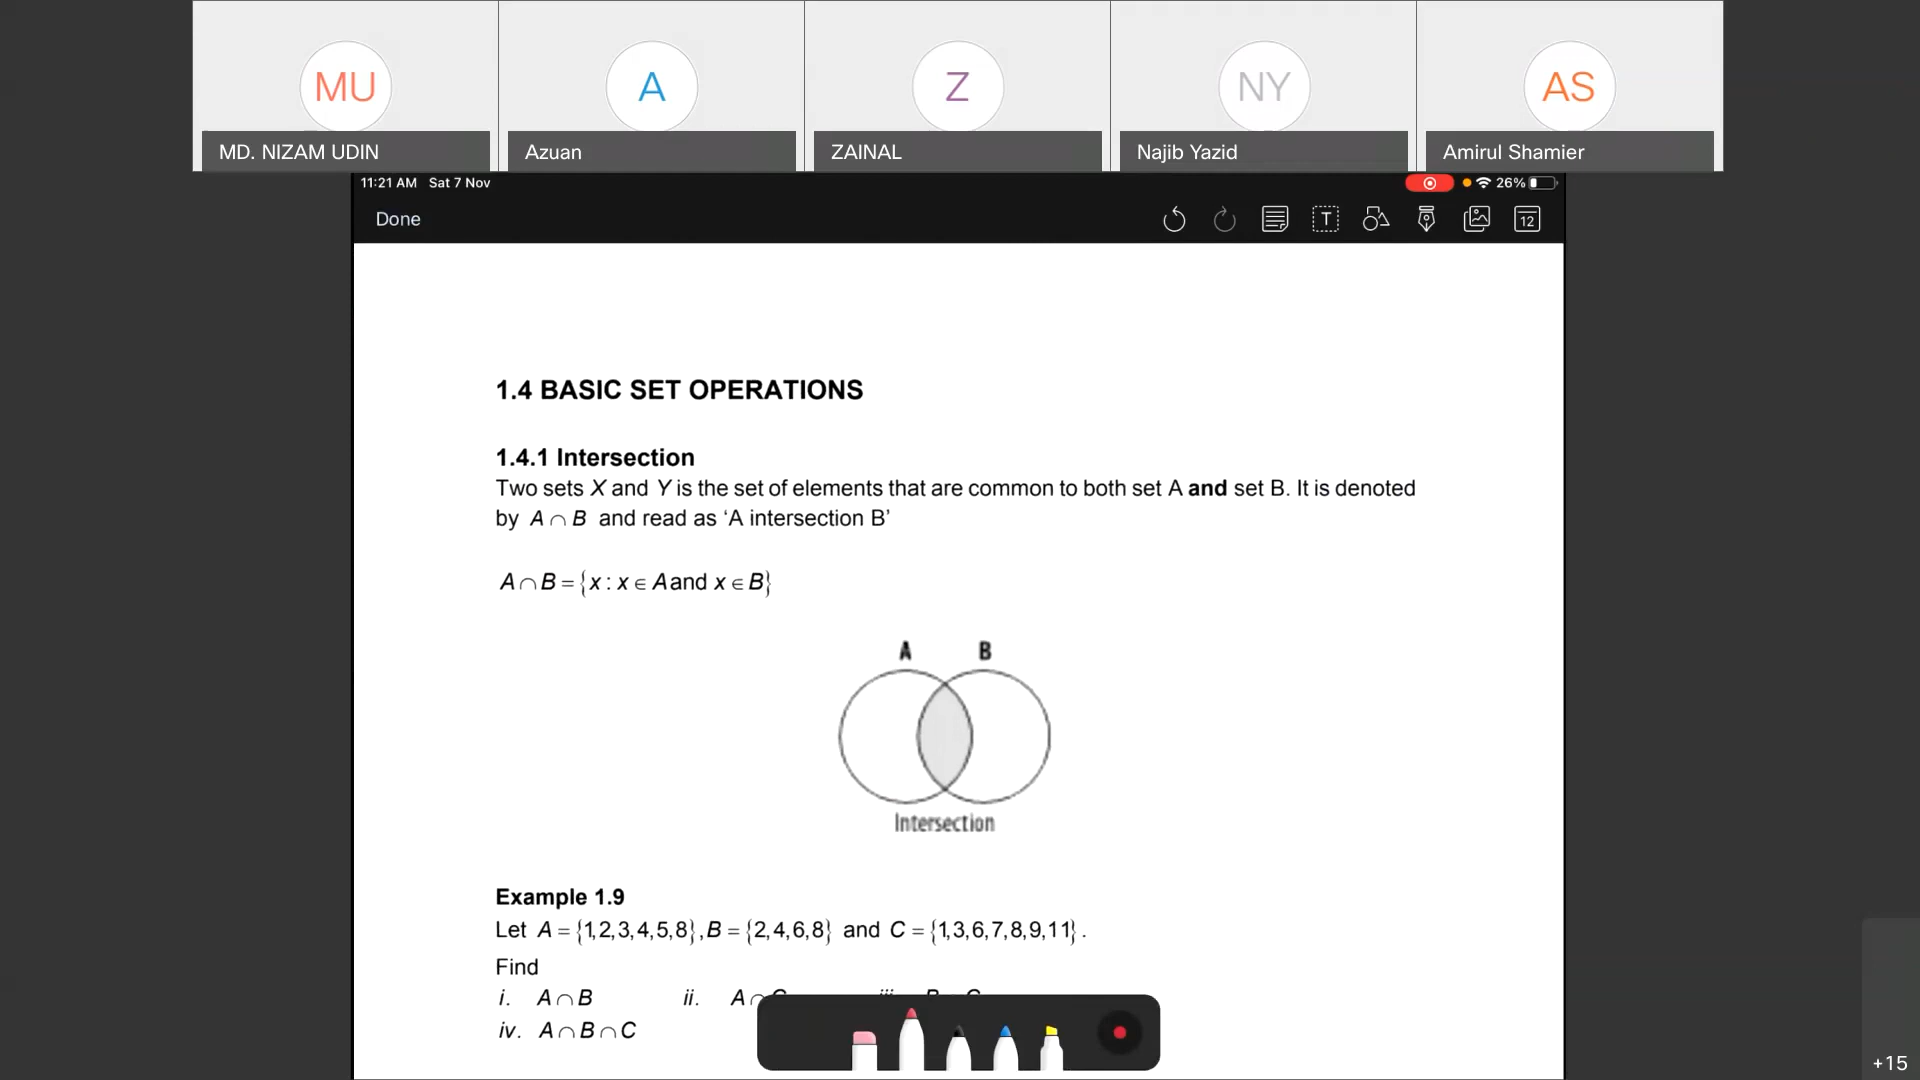 MU
A
Z
NY
AS
MD. NIZAM UDIN
Azuan
ZAINAL
Najib Yazid
Amirul Shamier
11:21 AM Sat 7 Nov
26%
Done
T
12
1.4 BASIC SET OPERATIONS
1.4.1 Intersection
Two sets X and Y is the set of elements that are common to both set A and set B. It is denoted
by A ∩ B and read as ‘A intersection B’
A ∩ B = {x : x ∈ A and x ∈ B}
A B
Intersection
Example 1.9
Let A = {1,2,3,4,5,8}, B = {2,4,6,8} and C = {1,3,6,7,8,9,11}.
Find
i. A ∩ B ii. A ∩
iv. A ∩ B ∩ C
+15